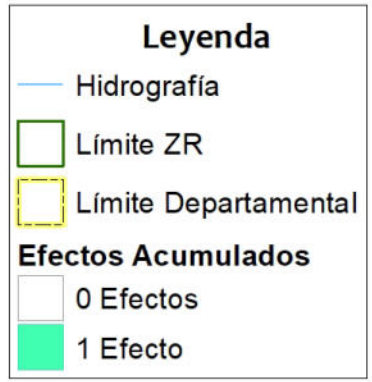 Leyenda
Hidrografía
Límite ZR
Límite Departamental
Efectos Acumulados
0 Efectos
1 Efecto